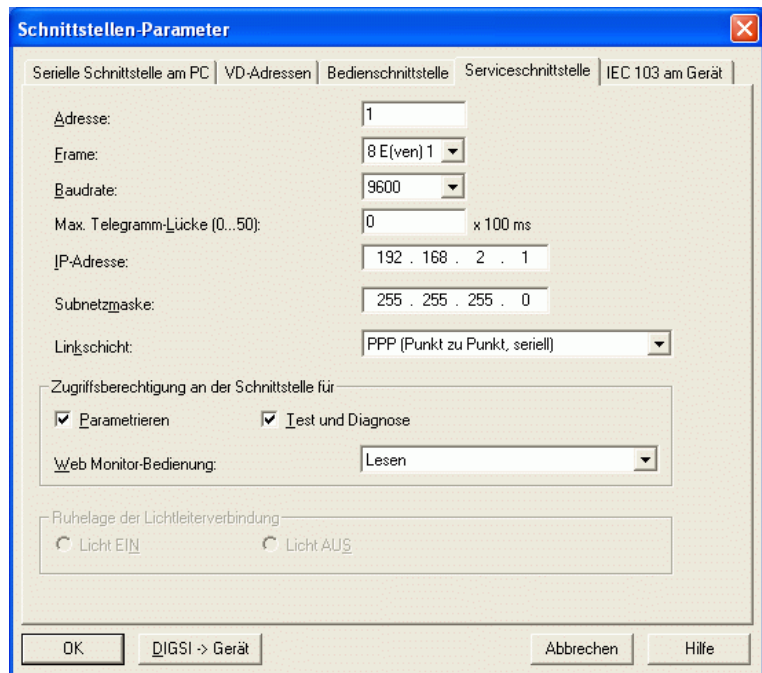 Schnittstellen-Parameter
Serielle Schnittstelle am PC VD-Adressen Bedienschnittstelle Serviceschnittstelle IEC 103 am Gerät
Adresse: 1
Frame: 8 E(ven) 1
Baudrate: 9600
Max. Telegramm-Lücke (0...50): 0 x 100 ms
IP-Adresse: 192 . 168 . 2 . 1
Subnetzmaske: 255 . 255 . 255 . 0
Linkschicht: PPP (Punkt zu Punkt, seriell)
Zugriffsberechtigung an der Schnittstelle für
Parametrieren Test und Diagnose
Web Monitor-Bedienung: Lesen
Ruhelage der Lichtleiterverbindung
Licht EIN Licht AUS
OK DIGSI -> Gerät Abbrechen Hilfe